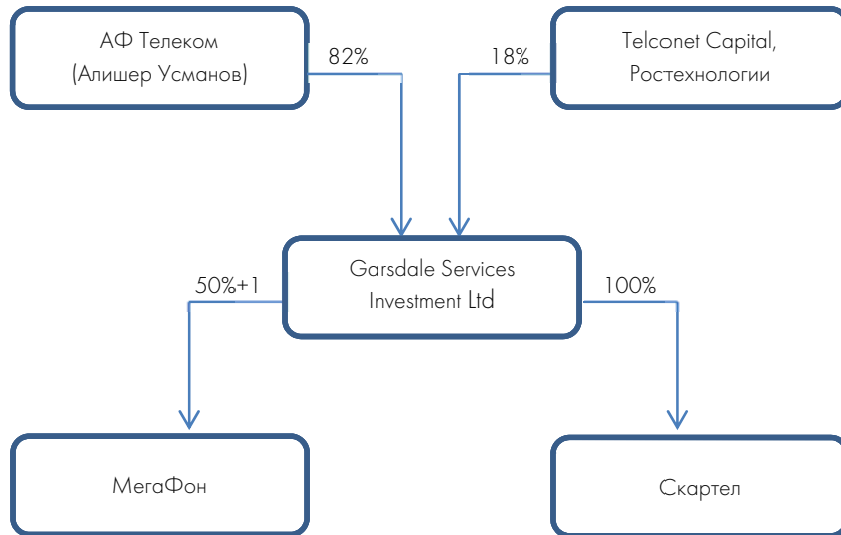 АФ Телеком
(Алишер Усманов)
82%
18%
Telconet Capital,
Ростехнологии
Garsdale Services
Investment Ltd
50%+1
100%
МегаФон
Скартел